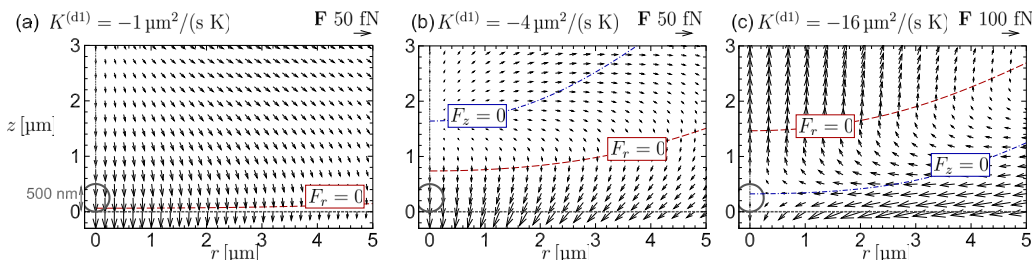 (a) K^(d1) = −1 µm²/(s K) F 50 fN
(b) K^(d1) = −4 µm²/(s K) F 50 fN
(c) K^(d1) = −16 µm²/(s K) F 100 fN
z [µm]
3
2
1
0
500 nm
F_r = 0
0 1 2 3 4 5
r [µm]
3
2
1
0
F_z = 0
F_r = 0
0 1 2 3 4 5
r [µm]
3
2
1
0
F_r = 0
F_z = 0
0 1 2 3 4 5
r [µm]